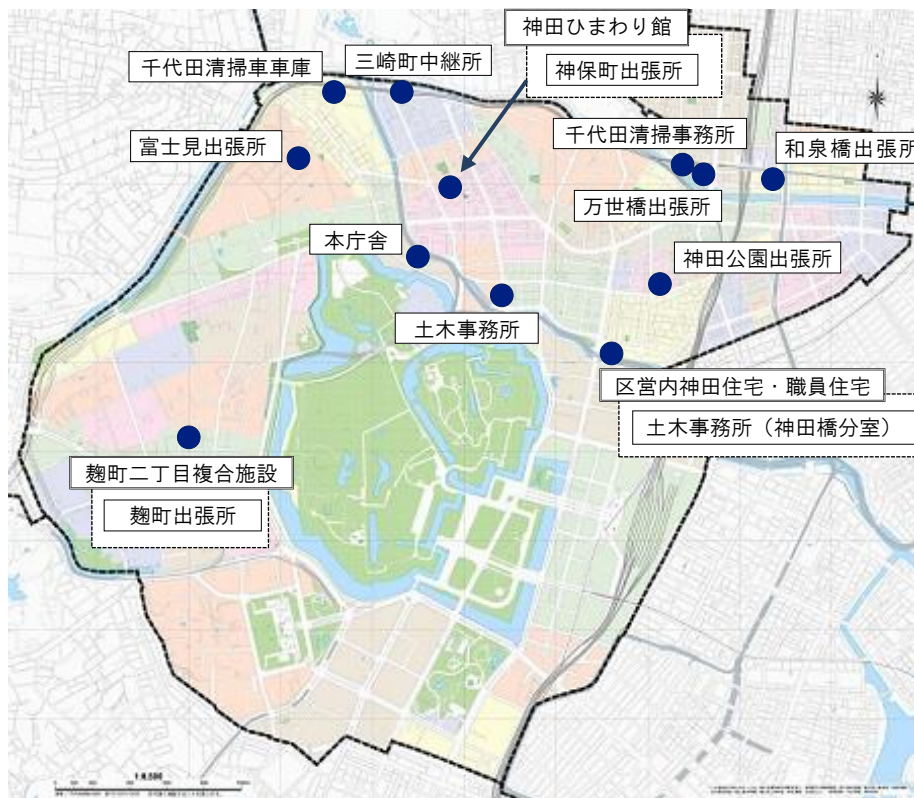 神田ひまわり館
神保町出張所
千代田清掃車車庫
三崎町中継所
富士見出張所
千代田清掃事務所
和泉橋出張所
万世橋出張所
本庁舎
神田公園出張所
土木事務所
区営内神田住宅・職員住宅
土木事務所（神田橋分室）
麹町二丁目複合施設
麹町出張所